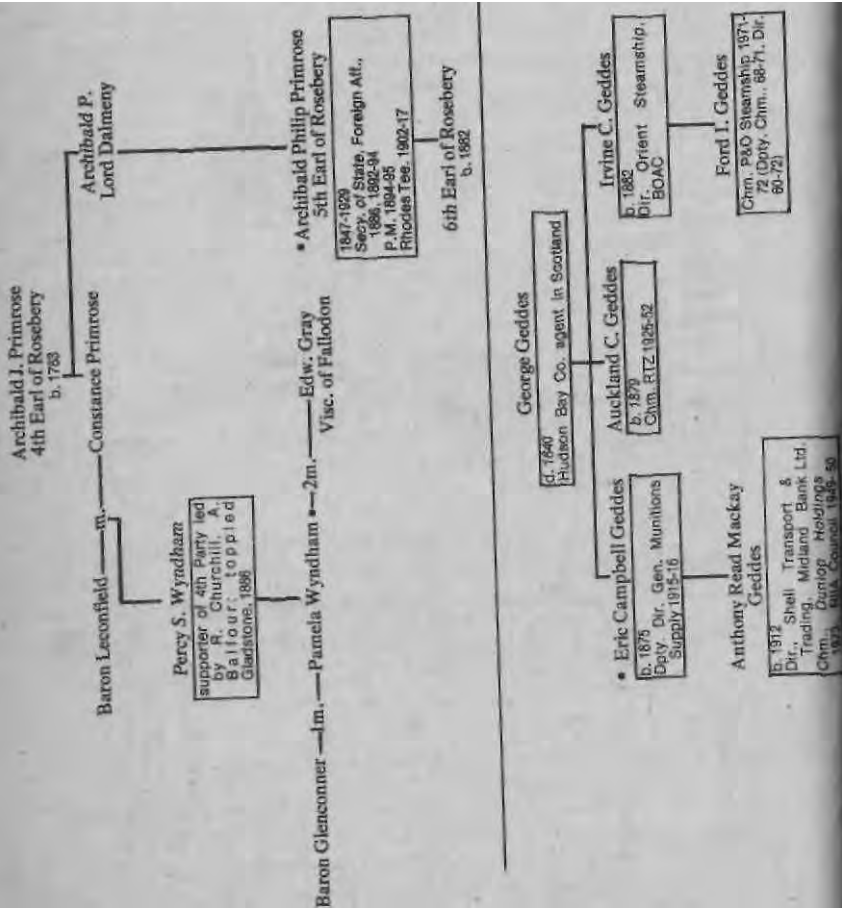 Archibald J. Primrose
4th Earl of Rosebery
b. 1783
Baron Leconfield
m.
Constance Primrose
Archibald P.
Lord Dalmeny
Percy S. Wyndham
supporter of 4th Party led
by R. Churchill, A.
Balfour: toppled
Gladstone, 1886
• Archibald Philip Primrose
5th Earl of Rosebery
1847-1929
Secy. of State, Foreign Aff.,
1886, 1892-94
P.M. 1894-95
Rhodes Tee. 1902-17
Baron Glenconner
1m.
Pamela Wyndham •
2m.
Edw. Gray
Visc. of Fallodon
6th Earl of Rosebery
b. 1882
George Geddes
d. 1840
Hudson Bay Co. agent in Scotland
• Eric Campbell Geddes
b. 1875
Dpty. Dir. Gen. Munitions
Supply 1915-16
Auckland C. Geddes
b. 1879
Chm. RTZ 1925-52
Irvine C. Geddes
b. 1882
Dir. Orient Steamship,
BOAC
Anthony Read Mackay
Geddes
b. 1912
Dir., Shell Transport &
Trading, Midland Bank Ltd.
Chm., Dunlop Holdings
1973, RIIA Council 1949-50
Ford I. Geddes
Chm. P&O Steamship 1971-
72 (Dpty. Chm., 68-71, Dir.
60-72)